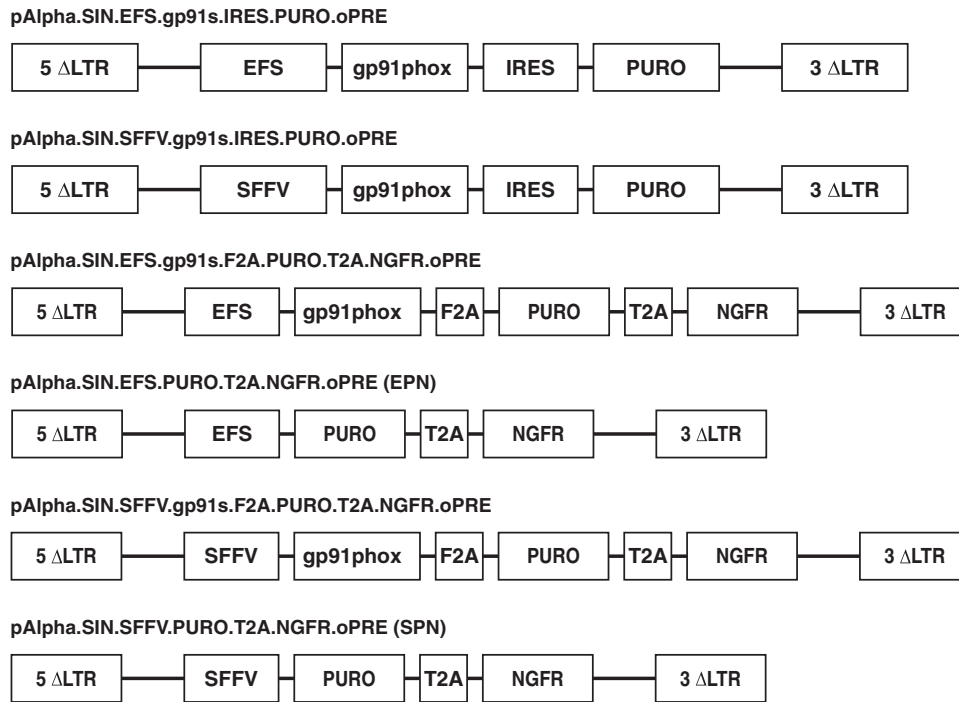 pAlpha.SIN.EFS.gp91s.IRES.PURO.oPRE
5 ΔLTR EFS gp91phox IRES PURO 3 ΔLTR
pAlpha.SIN.SFFV.gp91s.IRES.PURO.oPRE
5 ΔLTR SFFV gp91phox IRES PURO 3 ΔLTR
pAlpha.SIN.EFS.gp91s.F2A.PURO.T2A.NGFR.oPRE
5 ΔLTR EFS gp91phox F2A PURO T2A NGFR 3 ΔLTR
pAlpha.SIN.EFS.PURO.T2A.NGFR.oPRE (EPN)
5 ΔLTR EFS PURO T2A NGFR 3 ΔLTR
pAlpha.SIN.SFFV.gp91s.F2A.PURO.T2A.NGFR.oPRE
5 ΔLTR SFFV gp91phox F2A PURO T2A NGFR 3 ΔLTR
pAlpha.SIN.SFFV.PURO.T2A.NGFR.oPRE (SPN)
5 ΔLTR SFFV PURO T2A NGFR 3 ΔLTR